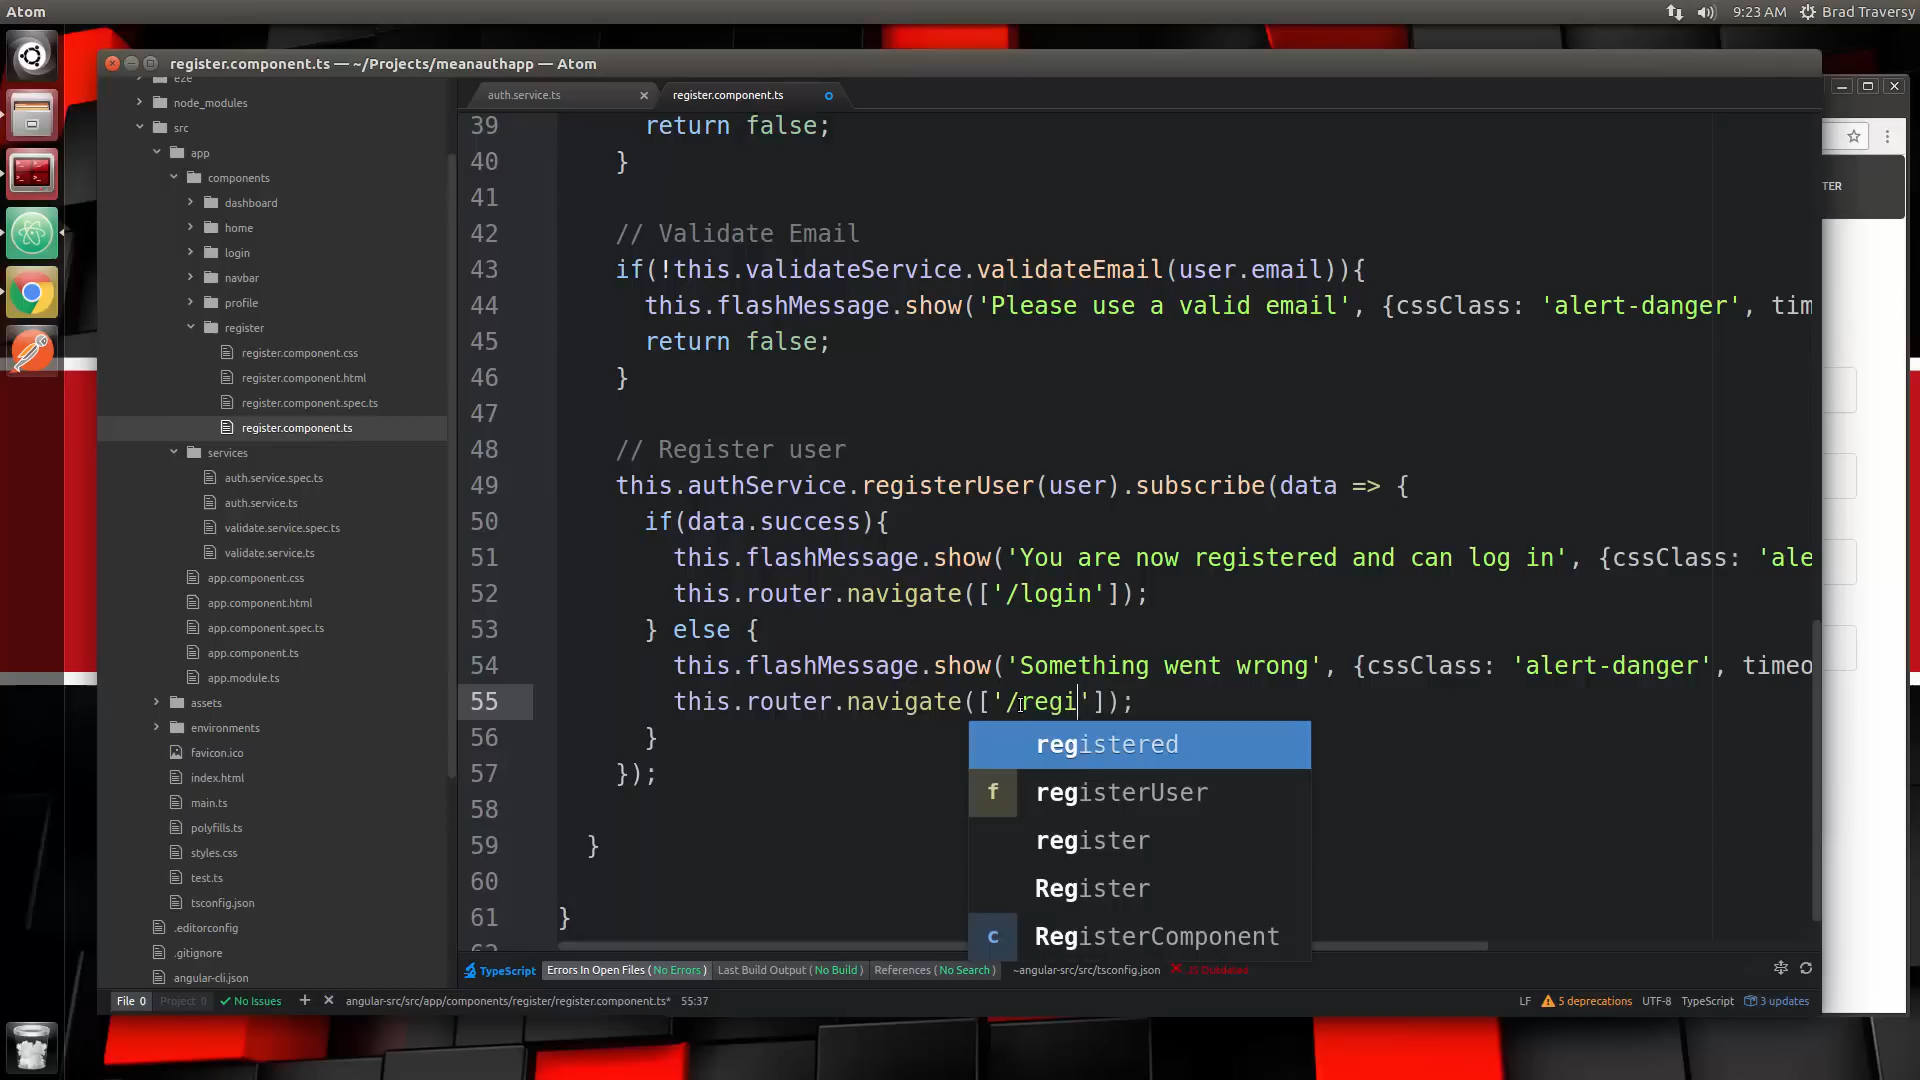 Atom
9:23 AM
Brad Traversy
register.component.ts — ~/Projects/meanauthapp — Atom
e2e
node_modules
src
app
components
dashboard
home
login
navbar
profile
register
register.component.css
register.component.html
register.component.spec.ts
register.component.ts
services
auth.service.spec.ts
auth.service.ts
validate.service.spec.ts
validate.service.ts
app.component.css
app.component.html
app.component.spec.ts
app.component.ts
app.module.ts
assets
environments
favicon.ico
index.html
main.ts
polyfills.ts
styles.css
test.ts
tsconfig.json
.editorconfig
.gitignore
angular-cli.json
auth.service.ts
register.component.ts
39 return false;
40 }
41
42 // Validate Email
43 if(!this.validateService.validateEmail(user.email)){
44 this.flashMessage.show('Please use a valid email', {cssClass: 'alert-danger', tim
45 return false;
46 }
47
48 // Register user
49 this.authService.registerUser(user).subscribe(data => {
50 if(data.success){
51 this.flashMessage.show('You are now registered and can log in', {cssClass: 'ale
52 this.router.navigate(['/login']);
53 } else {
54 this.flashMessage.show('Something went wrong', {cssClass: 'alert-danger', timeo
55 this.router.navigate(['/regi']);
56 }
57 });
58
59 }
60
61 }
62
registered
f registerUser
register
Register
c RegisterComponent
TER
TypeScript
Errors In Open Files ( No Errors )
Last Build Output ( No Build )
References ( No Search )
~angular-src/src/tsconfig.json
JS Outdated
File 0
Project 0
No Issues
angular-src/src/app/components/register/register.component.ts*
55:37
LF
5 deprecations
UTF-8
TypeScript
3 updates